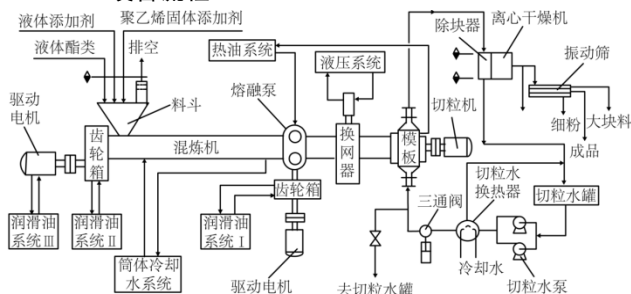 液体添加剂
聚乙烯固体添加剂
液体酯类
排空
热油系统
液压系统
除块器
离心干燥机
振动筛
驱动
电机
料斗
熔融泵
切粒机
齿轮箱
混炼机
换网器
模板
细粉
大块料
成品
齿轮箱
切粒水
换热器
三通阀
切粒水罐
润滑油
系统Ⅲ
润滑油
系统Ⅱ
润滑油
系统Ⅰ
筒体冷却
水系统
驱动电机
去切粒水罐
冷却水
切粒水泵